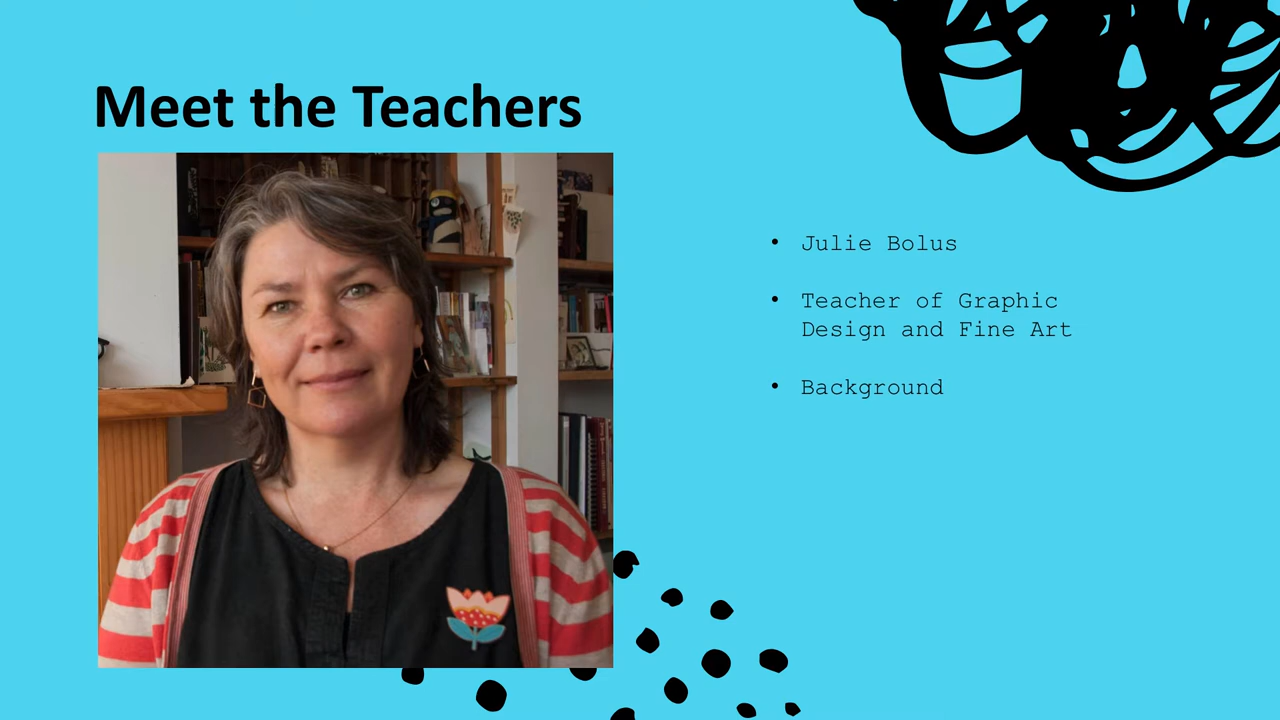 Meet the Teachers
• Julie Bolus
• Teacher of Graphic
Design and Fine Art
• Background